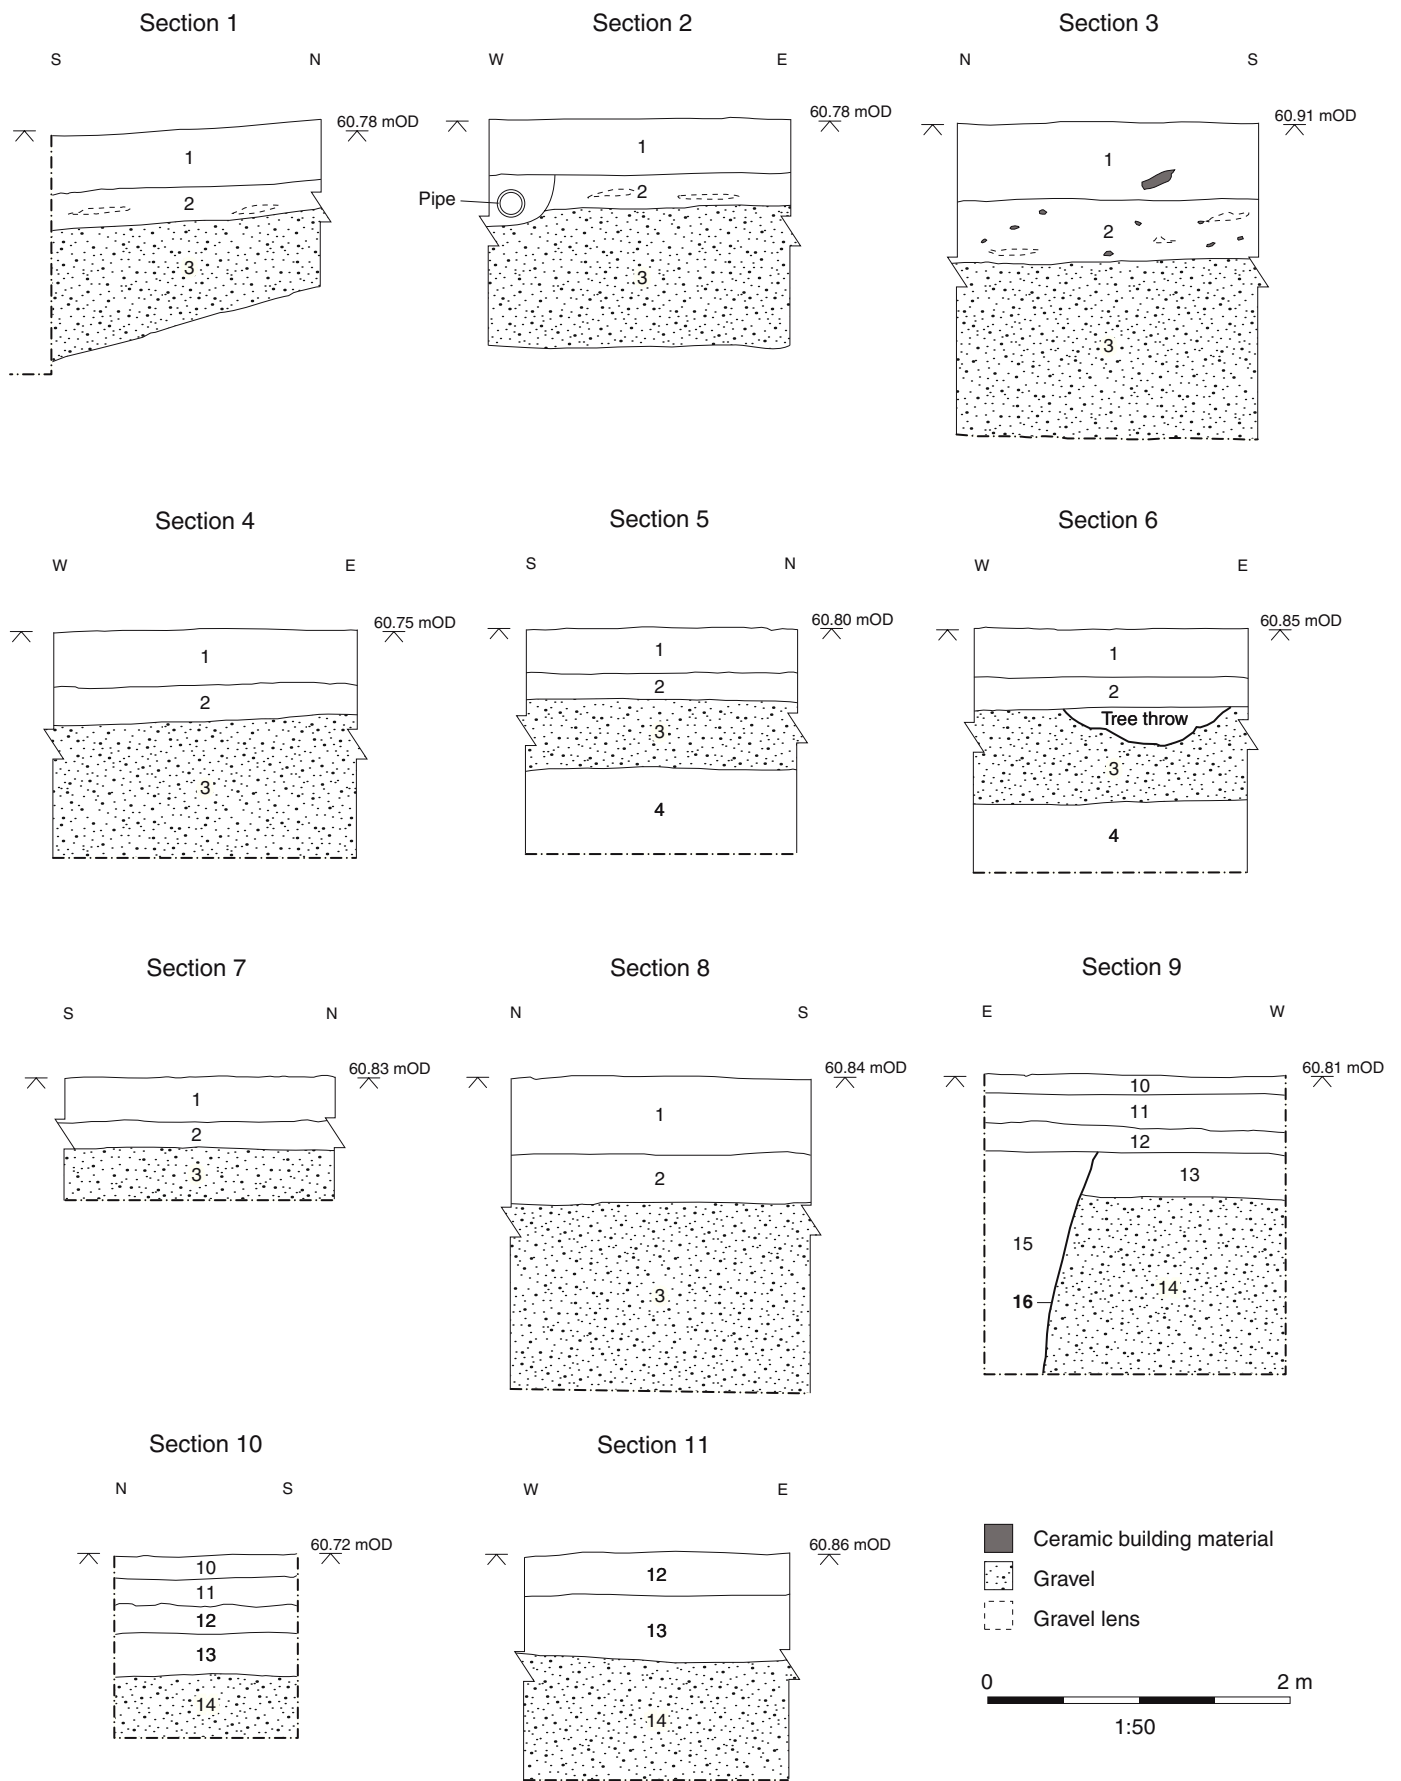 Section 1
S N
60.78 mOD
1
2
3
Section 2
W E
60.78 mOD
1
Pipe
2
3
Section 3
N S
60.91 mOD
1
2
3
Section 4
W E
60.75 mOD
1
2
3
Section 5
S N
60.80 mOD
1
2
3
4
Section 6
W E
60.85 mOD
1
2
Tree throw
3
4
Section 7
S N
60.83 mOD
1
2
3
Section 8
N S
60.84 mOD
1
2
3
Section 9
E W
60.81 mOD
10
11
12
13
15
14
16
Section 10
N S
60.72 mOD
10
11
12
13
14
Section 11
W E
60.86 mOD
12
13
14
Ceramic building material
Gravel
Gravel lens
0 2 m
1:50